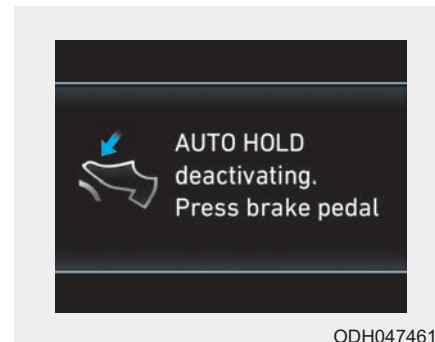 AUTO HOLD
deactivating.
Press brake pedal
ODH047461